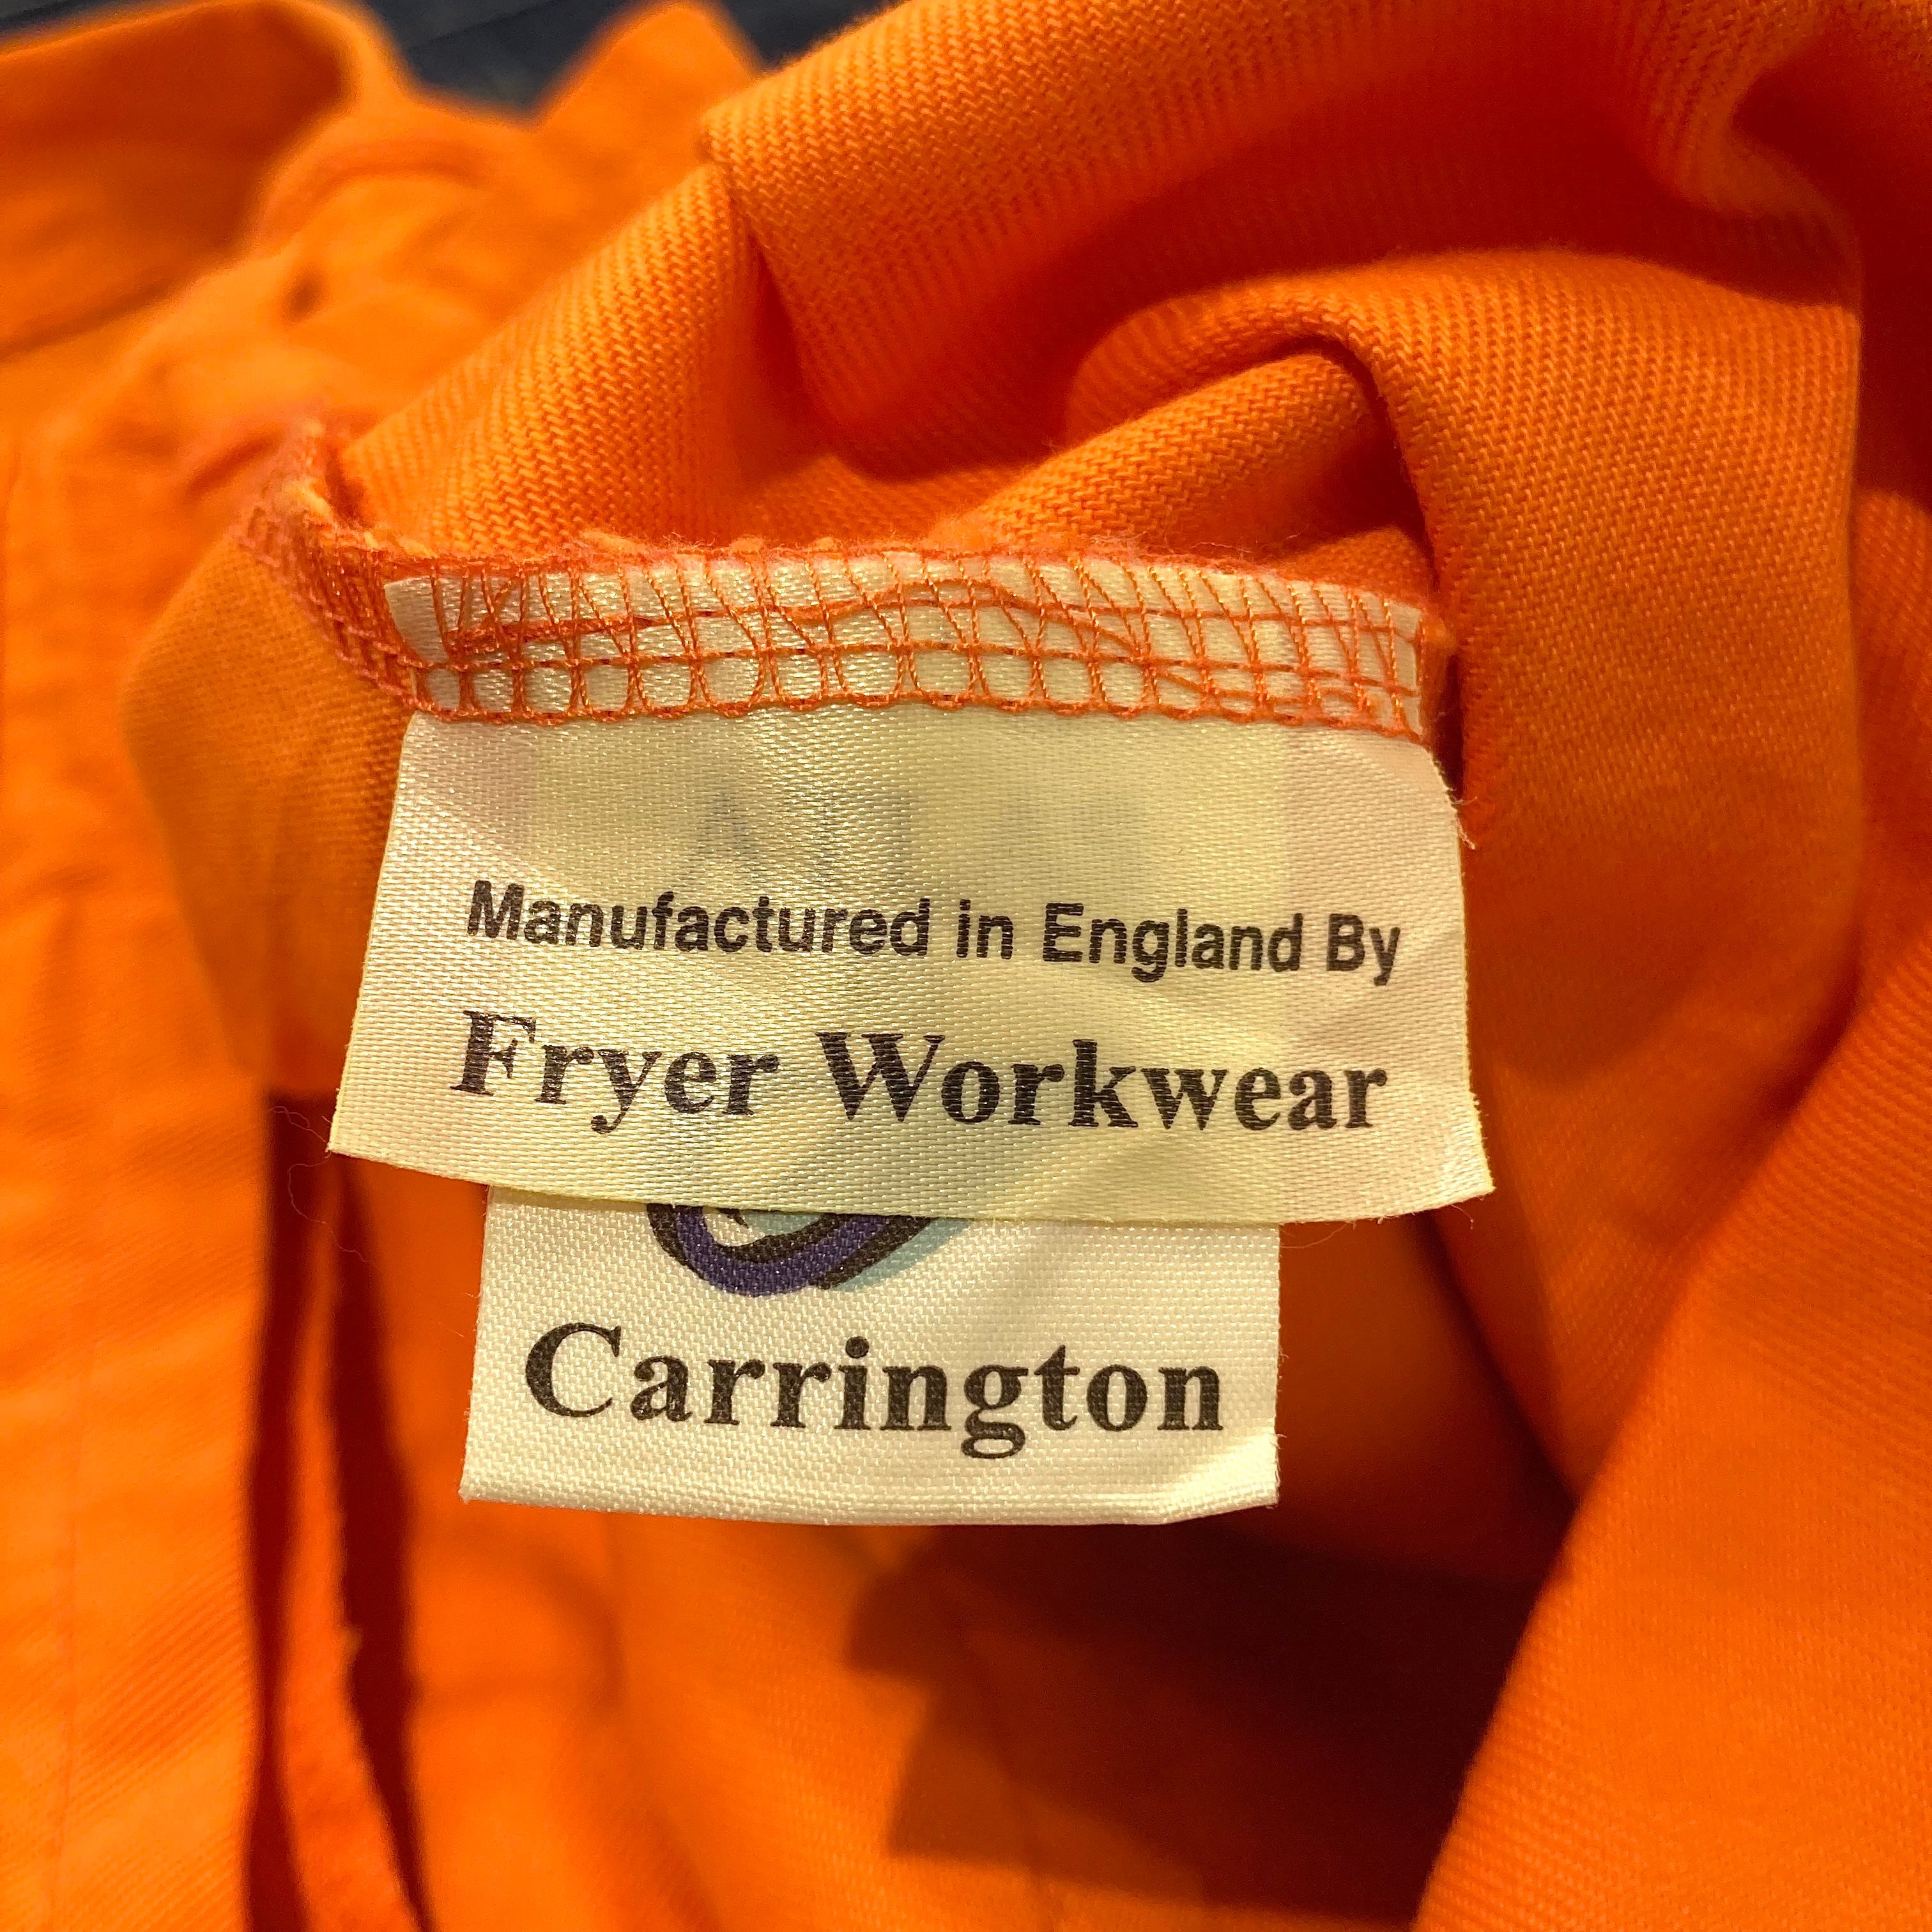 Manufactured in England By
Fryer Workwear
Carrington